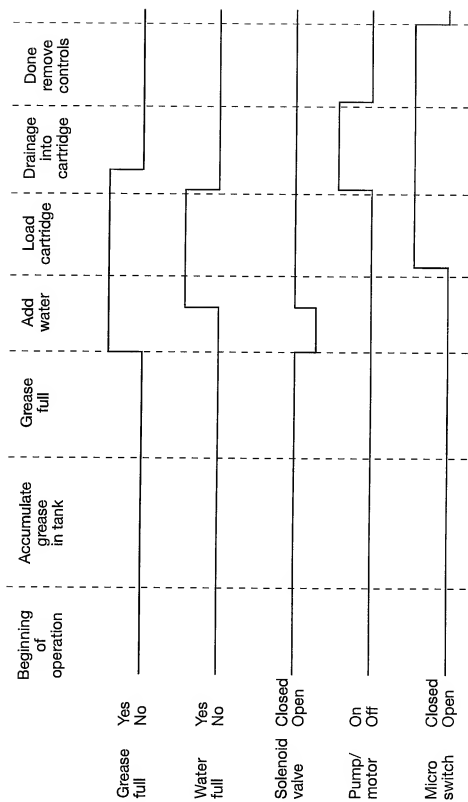 Beginning
of
operation
Accumulate
grease
in tank
Grease
full
Add
water
Load
cartridge
Drainage
into
cartridge
Done
remove
controls
Grease
full
Yes
No
Water
full
Yes
No
Solenoid
valve
Closed
Open
Pump/
motor
On
Off
Micro
switch
Closed
Open